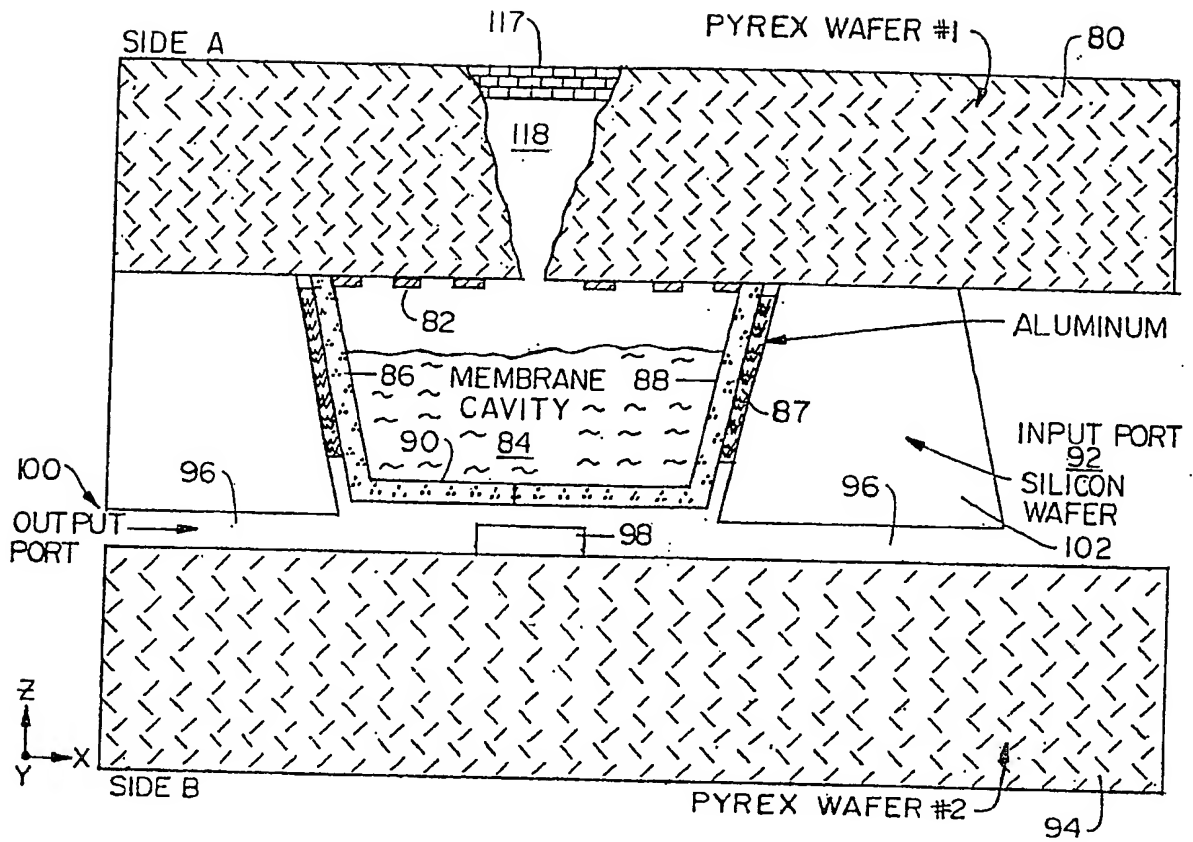 117
PYREX WAFER #1
80
SIDE A
118
82
ALUMINUM
86
MEMBRANE
CAVITY
88
87
84
90
INPUT PORT
92
SILICON
WAFER
100
96
96
OUTPUT
PORT
98
102
Z
X
Y
SIDE B
PYREX WAFER #2
94